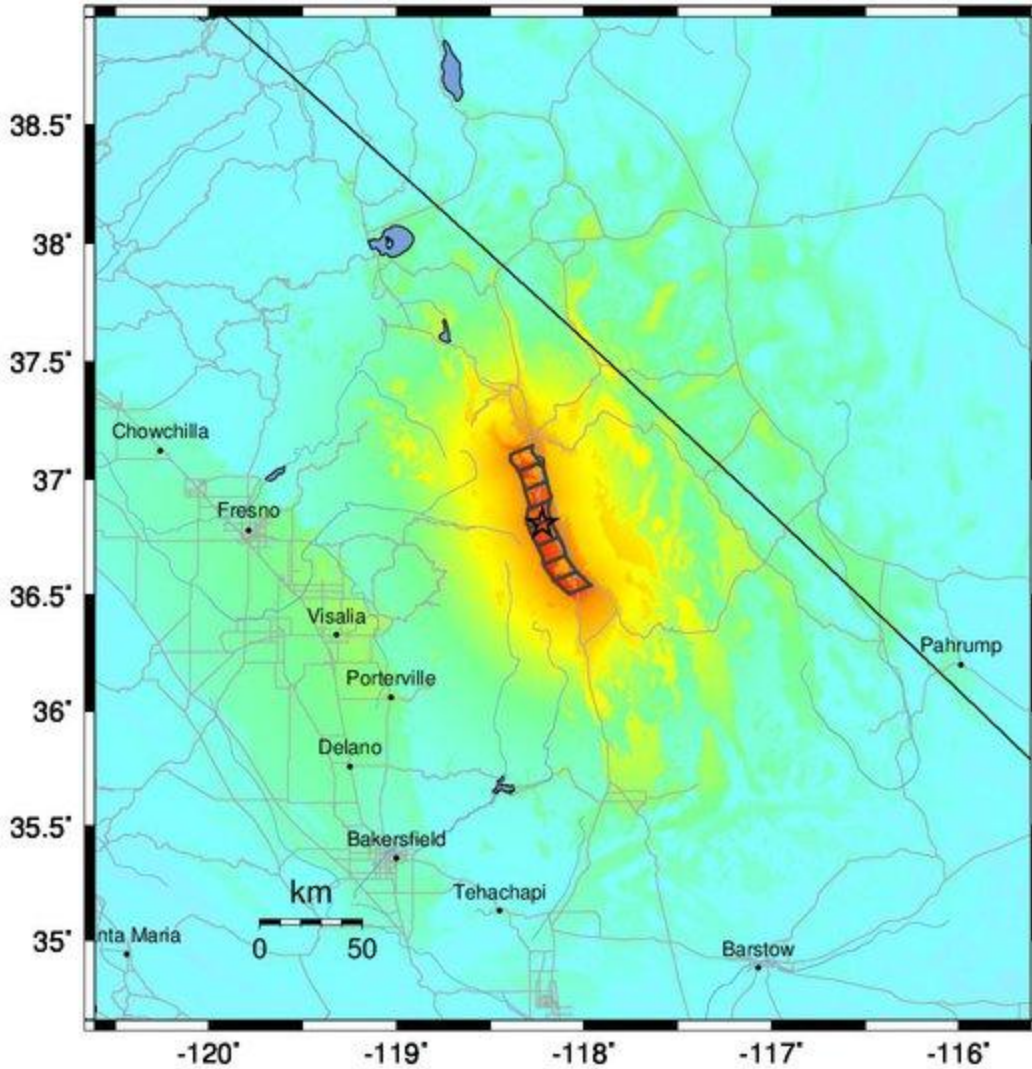 38.5°
38°
37.5°
37°
36.5°
36°
35.5°
35°
Chowchilla
Fresno
Visalia
Porterville
Delano
Bakersfield
Tehachapi
nta Maria
Barstow
Pahrump
km
0 50
-120° -119° -118° -117° -116°